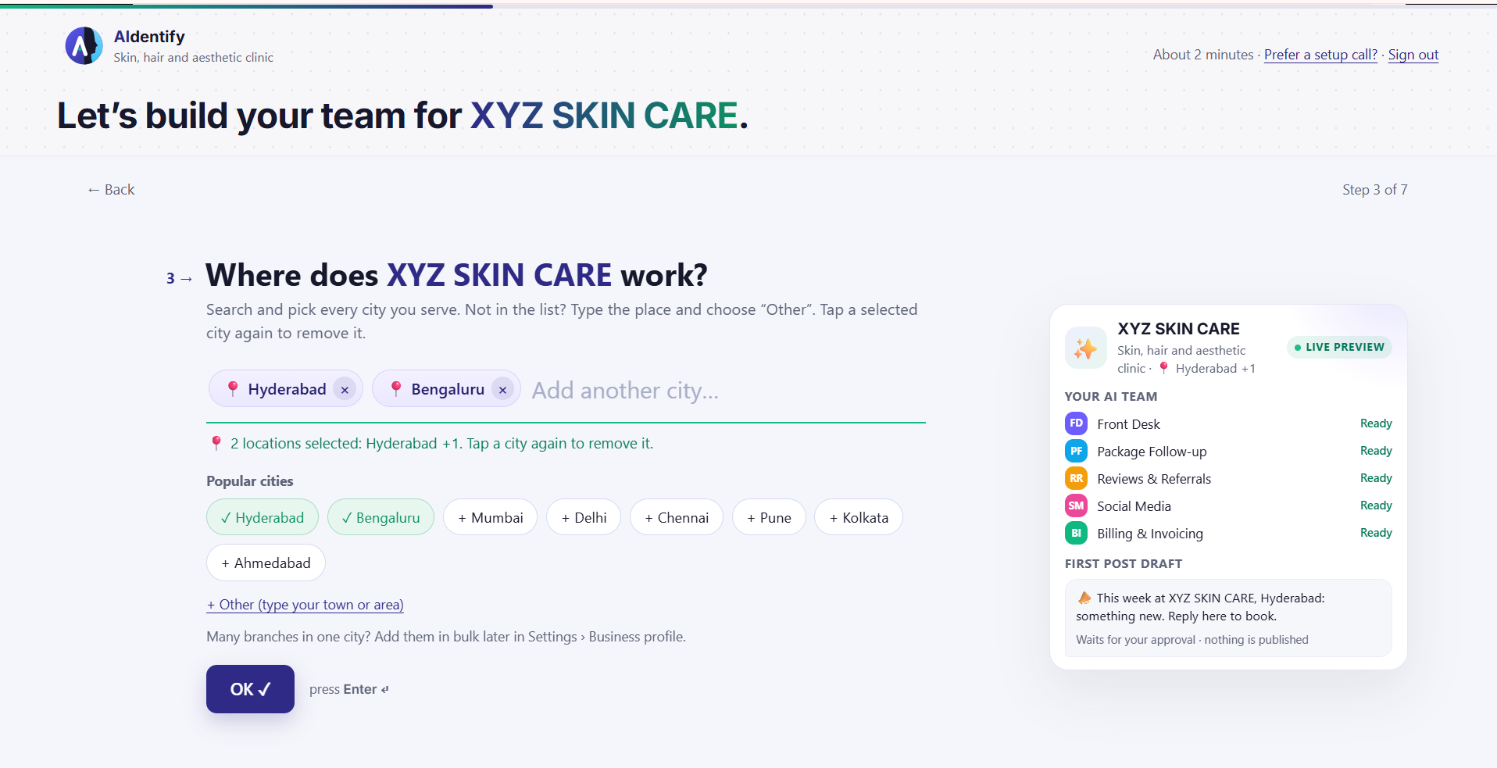 AIdentify
Skin, hair and aesthetic clinic
About 2 minutes · Prefer a setup call? · Sign out
Let’s build your team for XYZ SKIN CARE.
← Back
Step 3 of 7
3 → Where does XYZ SKIN CARE work?
Search and pick every city you serve. Not in the list? Type the place and choose “Other”. Tap a selected
city again to remove it.
📍 Hyderabad ×
📍 Bengaluru ×
Add another city...
📍 2 locations selected: Hyderabad +1. Tap a city again to remove it.
Popular cities
✓ Hyderabad
✓ Bengaluru
+ Mumbai
+ Delhi
+ Chennai
+ Pune
+ Kolkata
+ Ahmedabad
+ Other (type your town or area)
Many branches in one city? Add them in bulk later in Settings › Business profile.
OK ✓
press Enter ↵
XYZ SKIN CARE
Skin, hair and aesthetic
clinic · 📍 Hyderabad +1
LIVE PREVIEW
YOUR AI TEAM
FD Front Desk Ready
PF Package Follow-up Ready
RR Reviews & Referrals Ready
SM Social Media Ready
BI Billing & Invoicing Ready
FIRST POST DRAFT
This week at XYZ SKIN CARE, Hyderabad:
something new. Reply here to book.
Waits for your approval · nothing is published